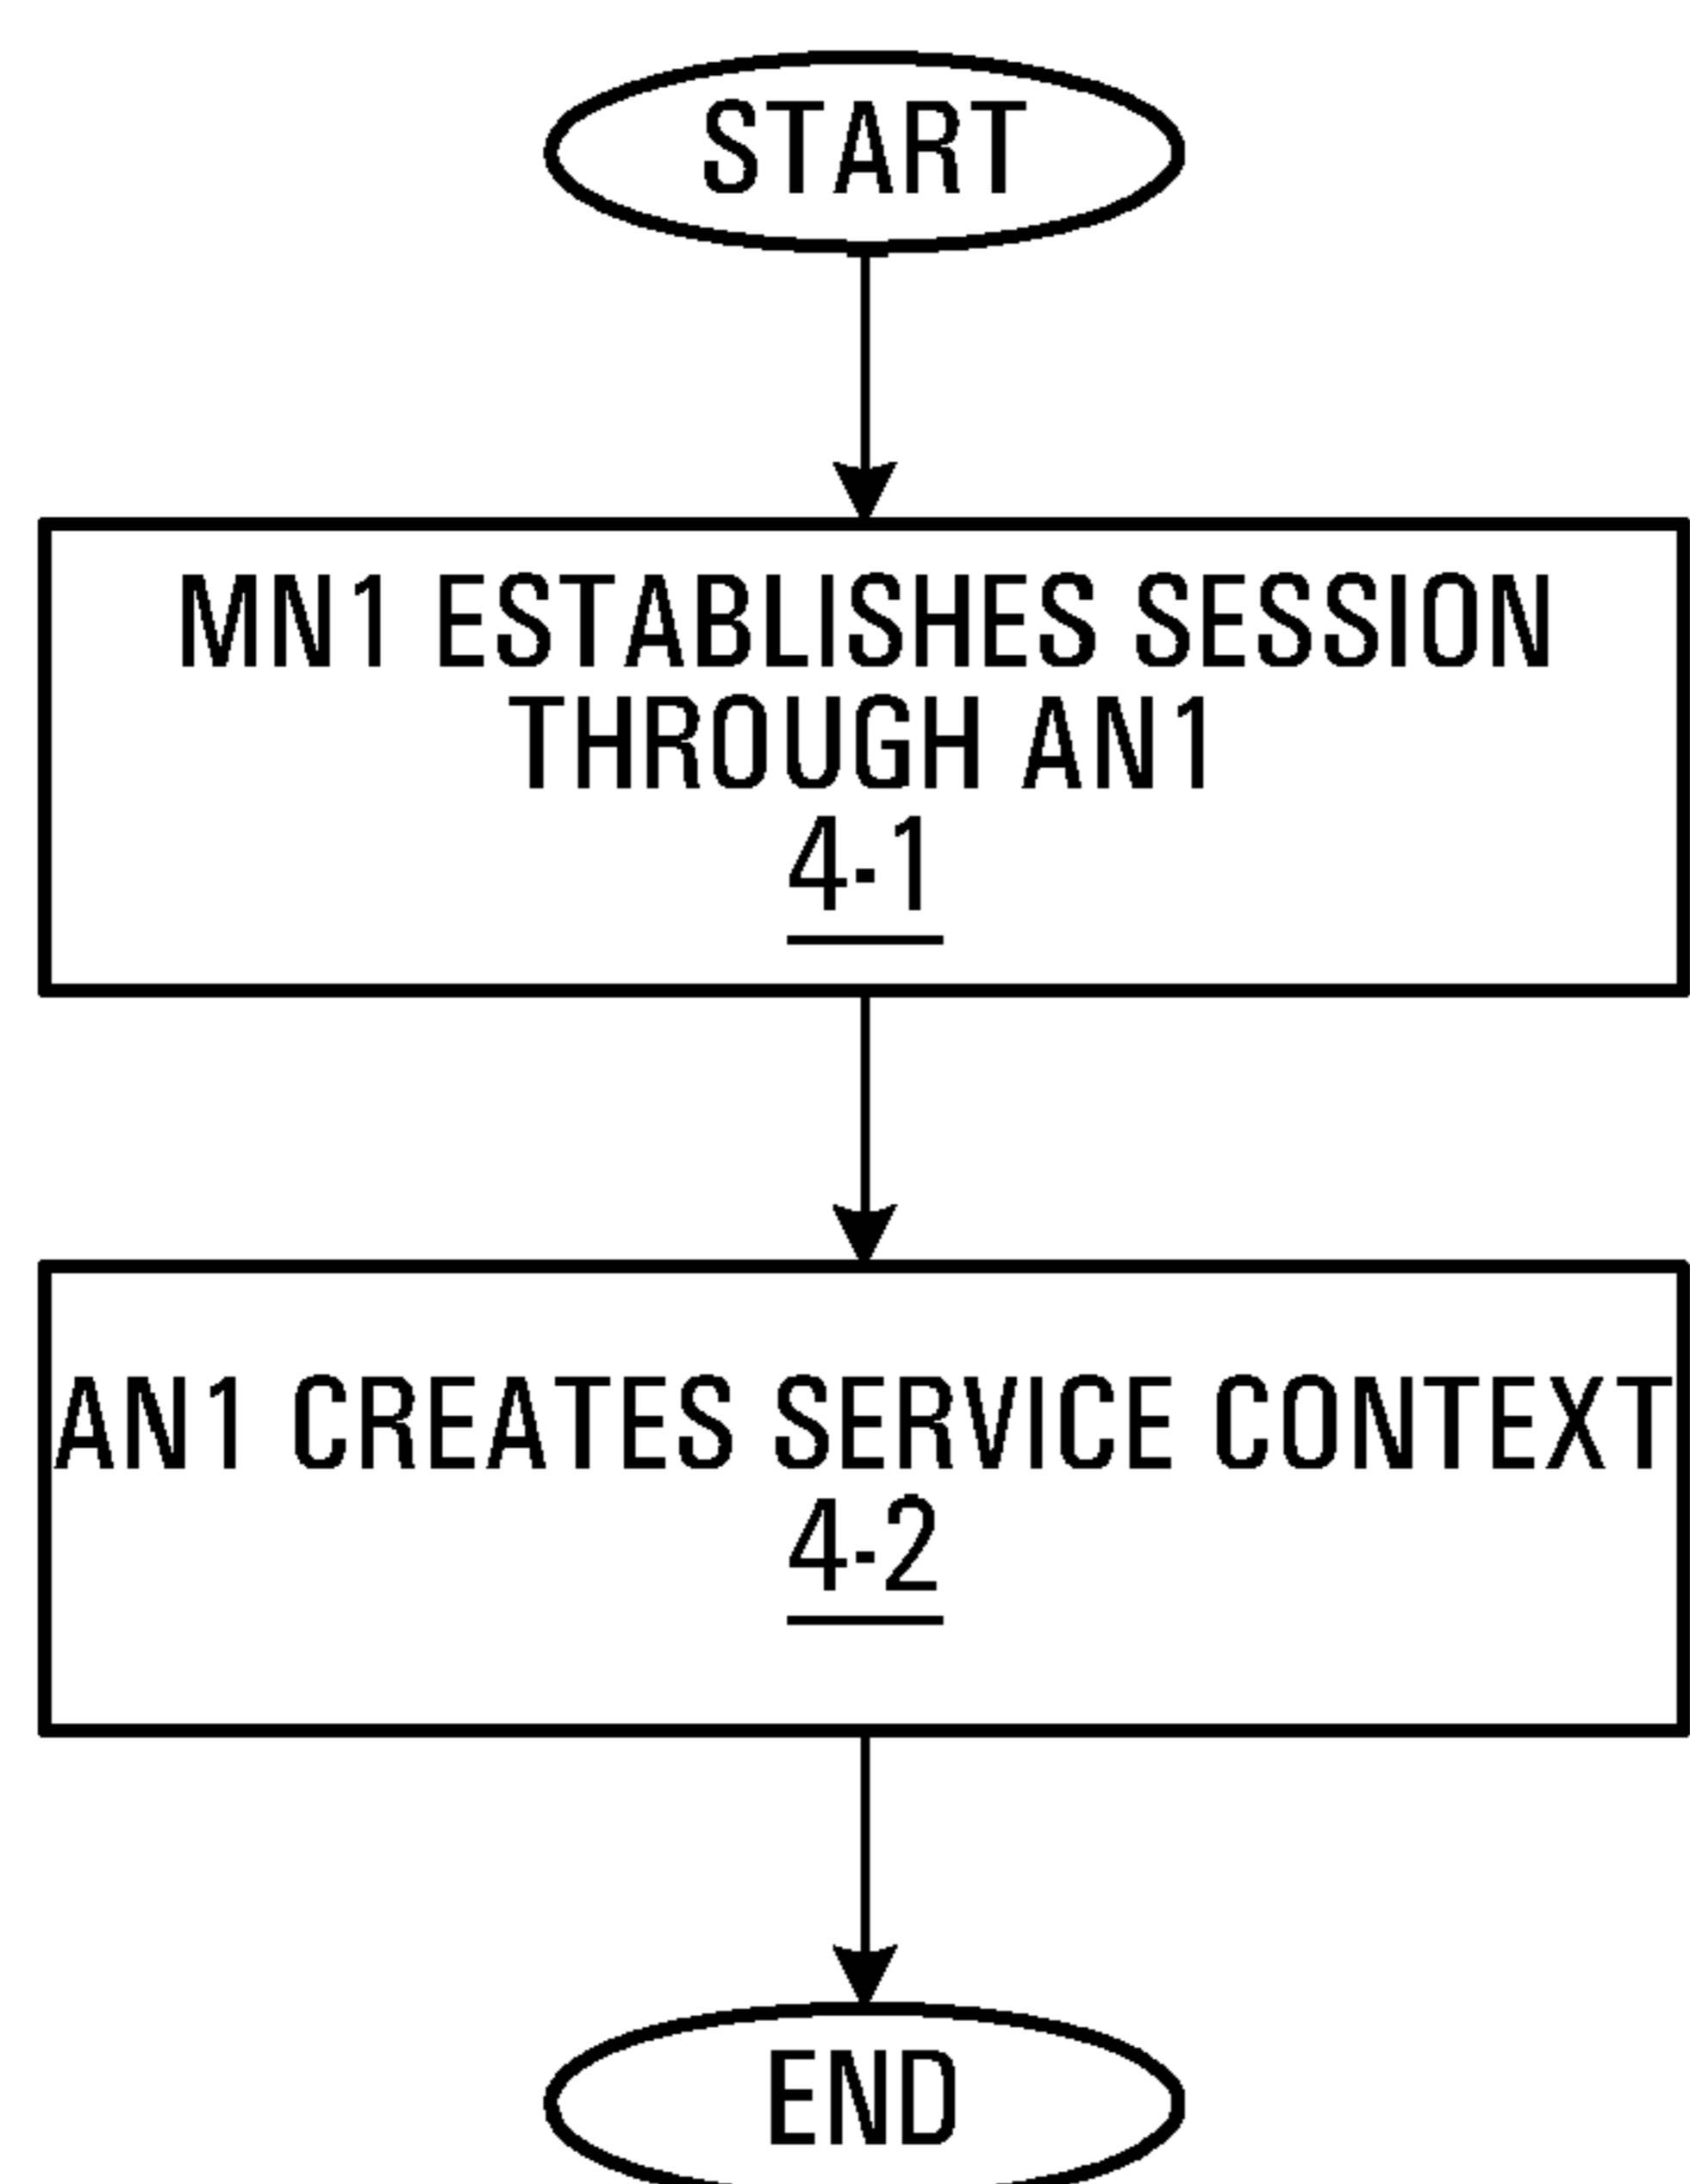 START
MN1 ESTABLISHES SESSION
THROUGH AN1
4-1
AN1 CREATES SERVICE CONTEXT
4-2
END